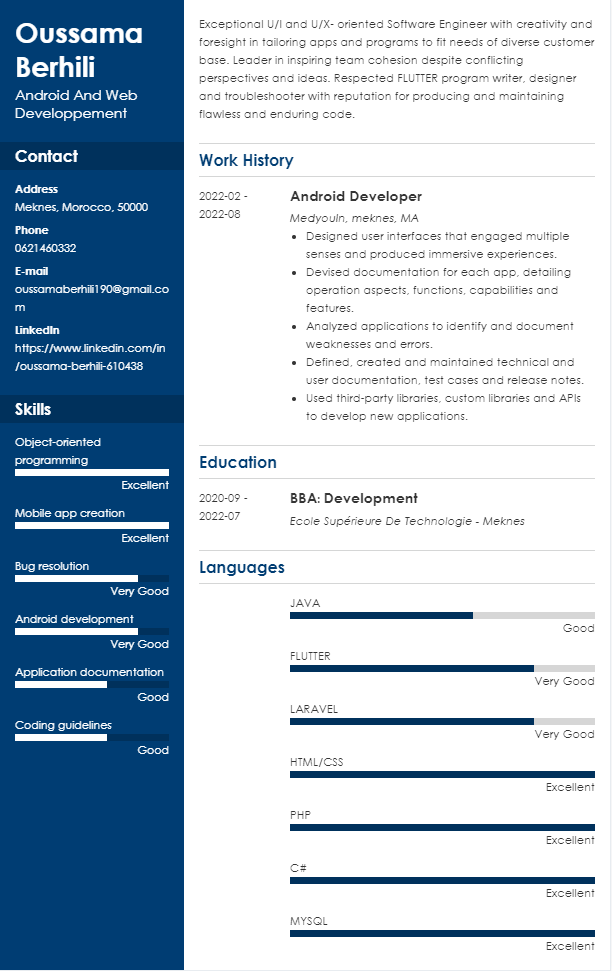 Oussama
Berhili
Android And Web
Developpement
Contact
Address
Meknes, Morocco, 50000
Phone
0621460332
E-mail
oussamaberhili190@gmail.co
m
LinkedIn
https://www.linkedin.com/in
/oussama-berhili-610438
Skills
Object-oriented
programming
Excellent
Mobile app creation
Excellent
Bug resolution
Very Good
Android development
Very Good
Application documentation
Good
Coding guidelines
Good
Exceptional U/I and U/X- oriented Software Engineer with creativity and
foresight in tailoring apps and programs to fit needs of diverse customer
base. Leader in inspiring team cohesion despite conflicting
perspectives and ideas. Respected FLUTTER program writer, designer
and troubleshooter with reputation for producing and maintaining
flawless and enduring code.
Work History
2022-02 -
2022-08
Android Developer
Medyouin, meknes, MA
• Designed user interfaces that engaged multiple
senses and produced immersive experiences.
• Devised documentation for each app, detailing
operation aspects, functions, capabilities and
features.
• Analyzed applications to identify and document
weaknesses and errors.
• Defined, created and maintained technical and
user documentation, test cases and release notes.
• Used third-party libraries, custom libraries and APIs
to develop new applications.
Education
2020-09 -
2022-07
BBA: Development
Ecole Supérieure De Technologie - Meknes
Languages
JAVA
Good
FLUTTER
Very Good
LARAVEL
Very Good
HTML/CSS
Excellent
PHP
Excellent
C#
Excellent
MYSQL
Excellent